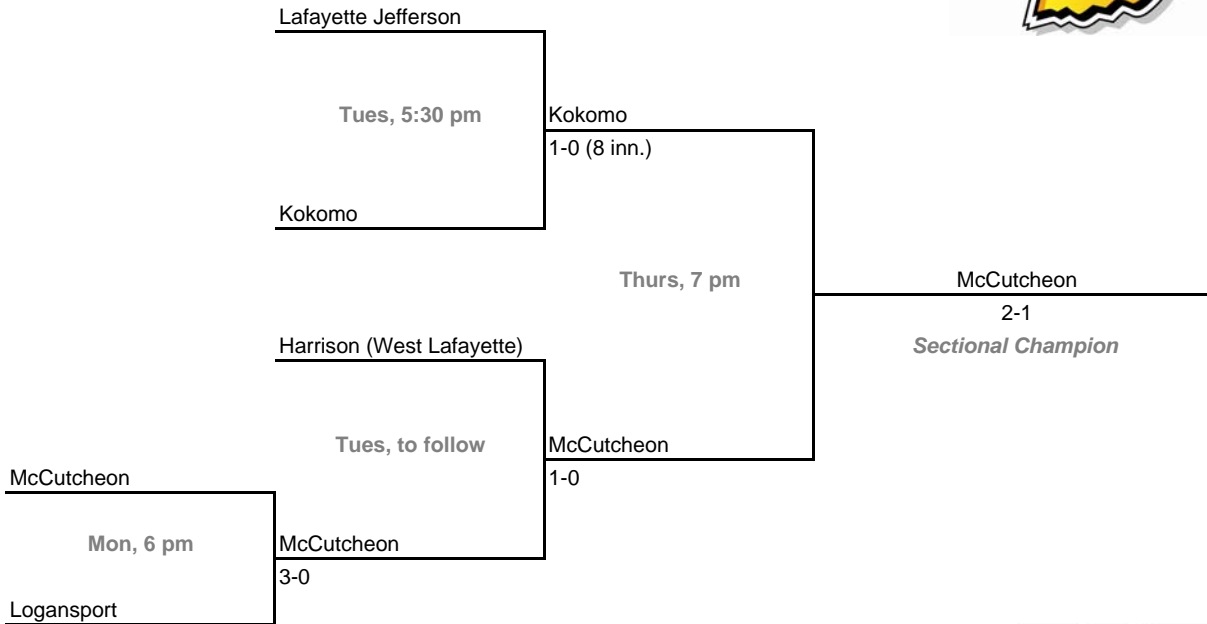 Lafayette Jefferson
Tues, 5:30 pm
Kokomo
1-0 (8 inn.)
Kokomo
Thurs, 7 pm
McCutcheon
2-1
Sectional Champion
Harrison (West Lafayette)
Tues, to follow
McCutcheon
1-0
McCutcheon
Mon, 6 pm
McCutcheon
3-0
Logansport